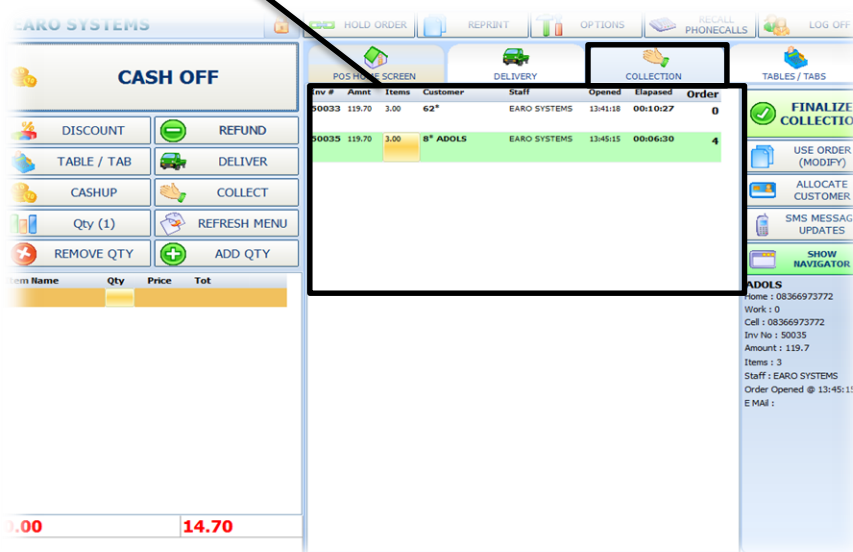 EARO SYSTEMS
HOLD ORDER
REPRINT
OPTIONS
RECALL
PHONECALLS
LOG OFF
CASH OFF
POS HOME SCREEN
DELIVERY
COLLECTION
TABLES / TABS
Inv # Amnt Items Customer Staff Opened Elapased Order
50033 119.70 3.00 62* EARO SYSTEMS 13:41:18 00:10:27 0
50035 119.70 3.00 8* ADOLS EARO SYSTEMS 13:45:15 00:06:30 4
DISCOUNT
REFUND
TABLE / TAB
DELIVER
CASHUP
COLLECT
Qty (1)
REFRESH MENU
REMOVE QTY
ADD QTY
Item Name Qty Price Tot
0.00 14.70
FINALIZE
COLLECTIO
USE ORDER
(MODIFY)
ALLOCATE
CUSTOMER
SMS MESSAG
UPDATES
SHOW
NAVIGATOR
ADOLS
Home : 08366973772
Work : 0
Cell : 08366973772
Inv No : 50035
Amount : 119.7
Items : 3
Staff : EARO SYSTEMS
Order Opened @ 13:45:15
E MAil :